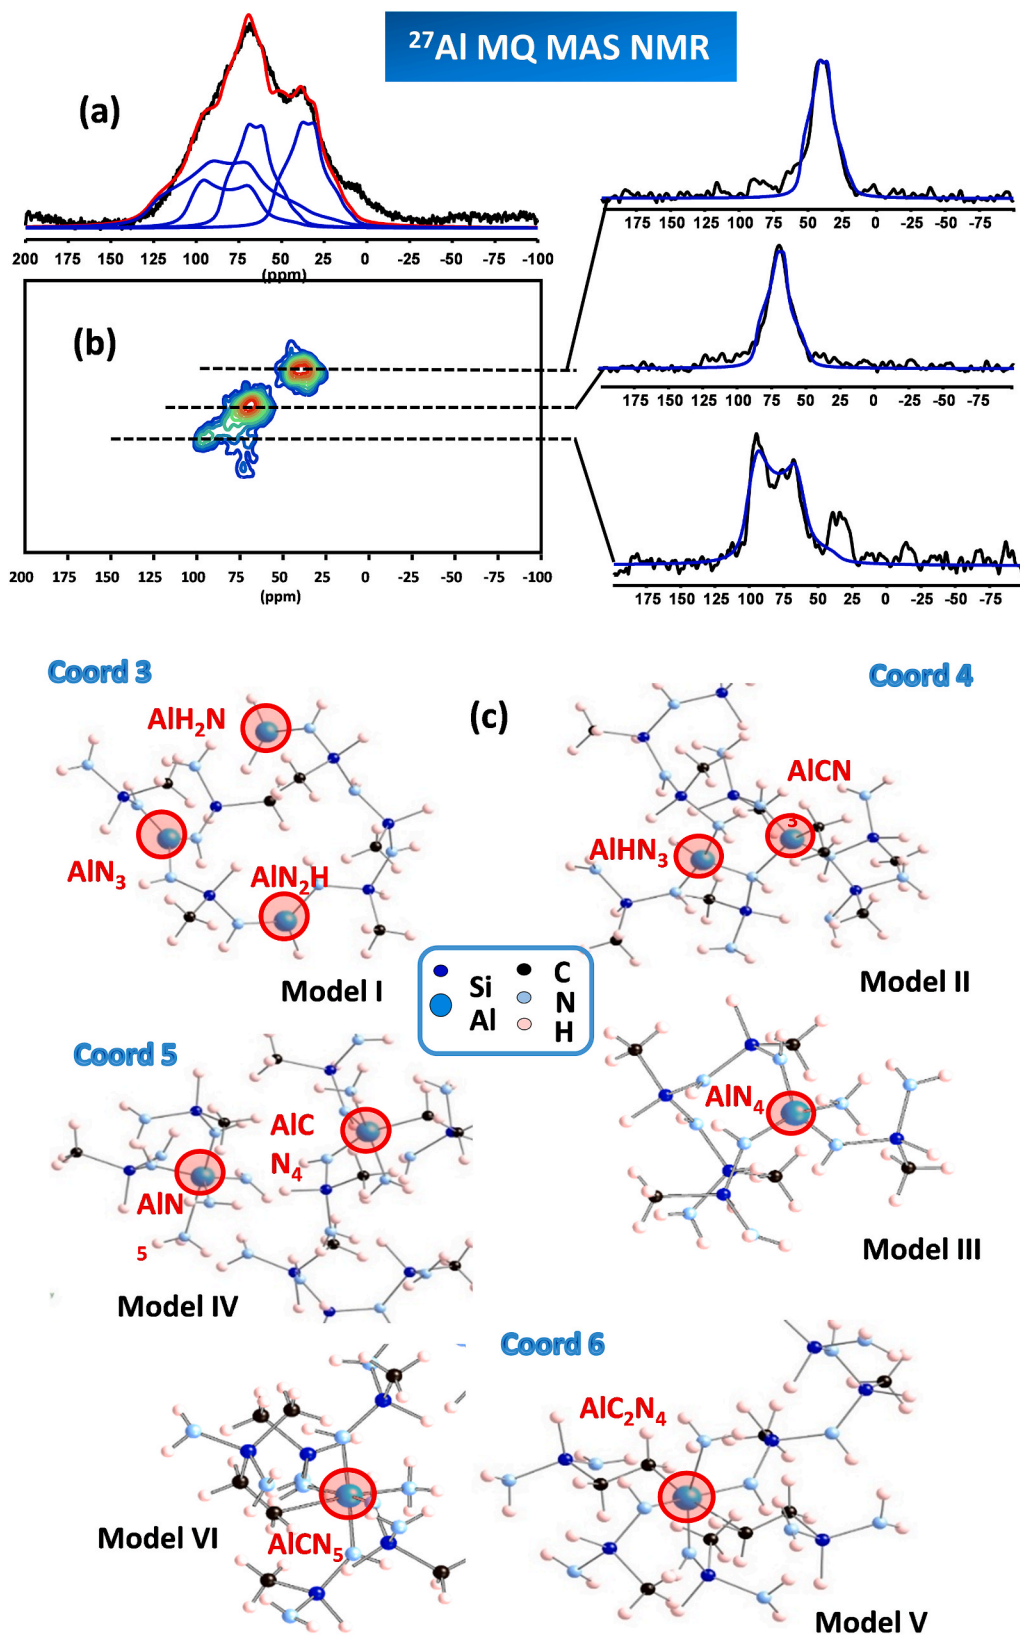 ²⁷Al MQ MAS NMR
(a)
200 175 150 125 100 75 50 25 0 -25 -50 -75 -100
(ppm)
175 150 125 100 75 50 25 0 -25 -50 -75
(b)
175 150 125 100 75 50 25 0 -25 -50 -75
200 175 150 125 100 75 50 25 0 -25 -50 -75 -100
(ppm)
175 150 125 100 75 50 25 0 -25 -50 -75
Coord 3
(c)
Coord 4
AlH₂N
AlCN
3
AlHN₃
AlN₃
AlN₂H
Model I
Model II
Si
Al
C
N
H
Coord 5
AlC
N₄
AlN
5
Model IV
AlN₄
Model III
Coord 6
AlC₂N₄
Model VI
AlCN₅
Model V